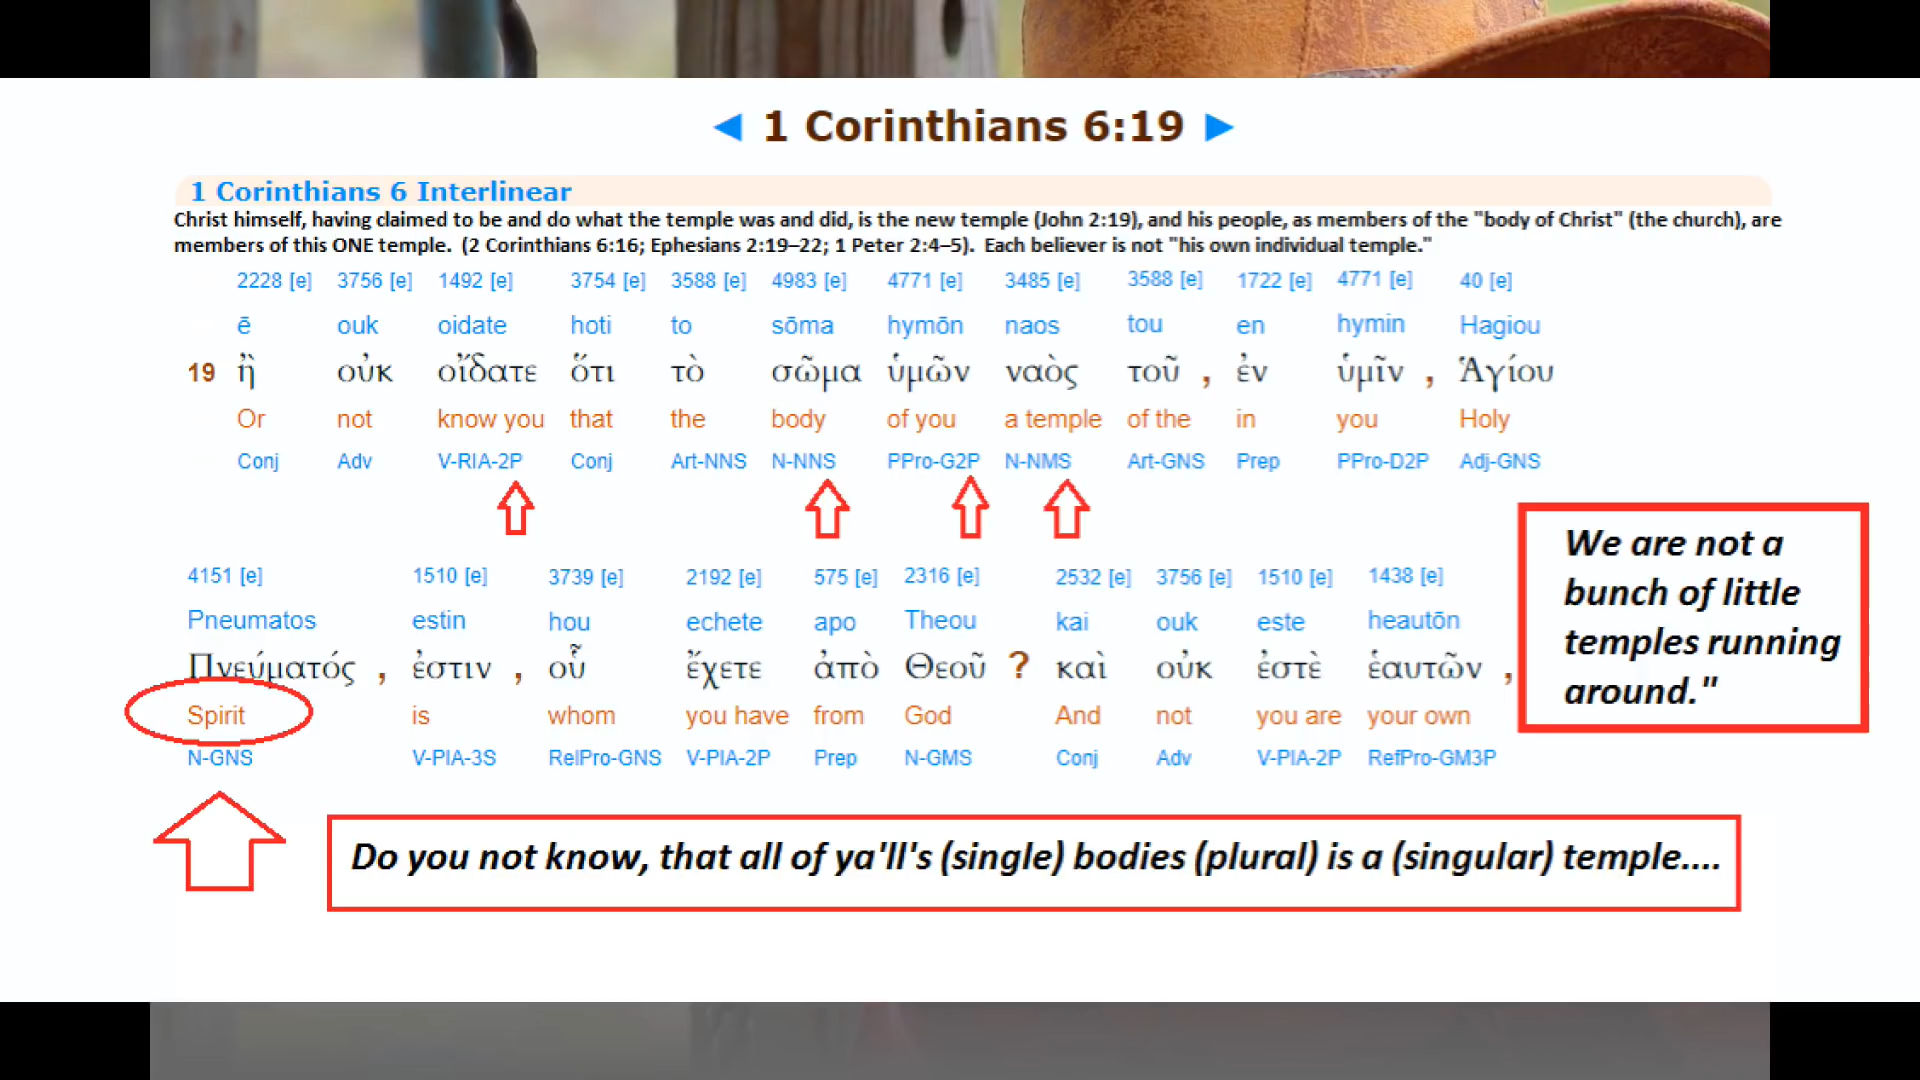 ◄ 1 Corinthians 6:19 ►
1 Corinthians 6 Interlinear
Christ himself, having claimed to be and do what the temple was and did, is the new temple (John 2:19), and his people, as members of the "body of Christ" (the church), are
members of this ONE temple.  (2 Corinthians 6:16; Ephesians 2:19–22; 1 Peter 2:4–5).  Each believer is not "his own individual temple."
2228 [e] 3756 [e] 1492 [e] 3754 [e] 3588 [e] 4983 [e] 4771 [e] 3485 [e] 3588 [e] 1722 [e] 4771 [e] 40 [e]
ē ouk oidate hoti to sōma hymōn naos tou en hymin Hagiou
19 ἢ οὐκ οἴδατε ὅτι τὸ σῶμα ὑμῶν ναὸς τοῦ , ἐν ὑμῖν , Ἁγίου
Or not know you that the body of you a temple of the in you Holy
Conj Adv V-RIA-2P Conj Art-NNS N-NNS PPro-G2P N-NMS Art-GNS Prep PPro-D2P Adj-GNS
4151 [e] 1510 [e] 3739 [e] 2192 [e] 575 [e] 2316 [e] 2532 [e] 3756 [e] 1510 [e] 1438 [e]
Pneumatos estin hou echete apo Theou kai ouk este heautōn
Πνεύματός , ἐστιν , οὗ ἔχετε ἀπὸ Θεοῦ ? καὶ οὐκ ἐστὲ ἑαυτῶν ,
Spirit is whom you have from God And not you are your own
N-GNS V-PIA-3S RelPro-GNS V-PIA-2P Prep N-GMS Conj Adv V-PIA-2P RefPro-GM3P
We are not a
bunch of little
temples running
around."
Do you not know, that all of ya'll's (single) bodies (plural) is a (singular) temple....